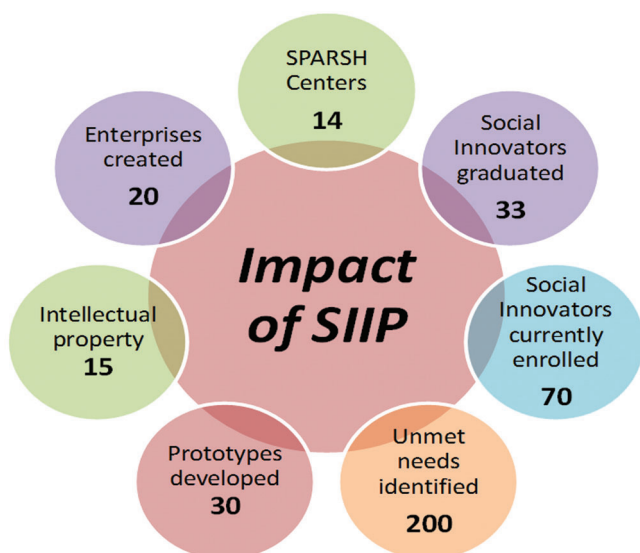 SPARSH
Centers
14
Social
Innovators
graduated
33
Social
Innovators
currently
enrolled
70
Unmet
needs
identified
200
Prototypes
developed
30
Intellectual
property
15
Enterprises
created
20
Impact
of SIIP